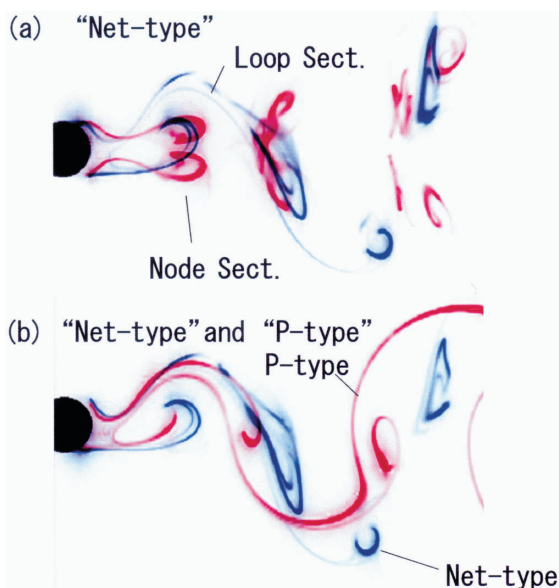 (a) “Net-type”
Loop Sect.
Node Sect.
(b) “Net-type” and “P-type”
P-type
Net-type